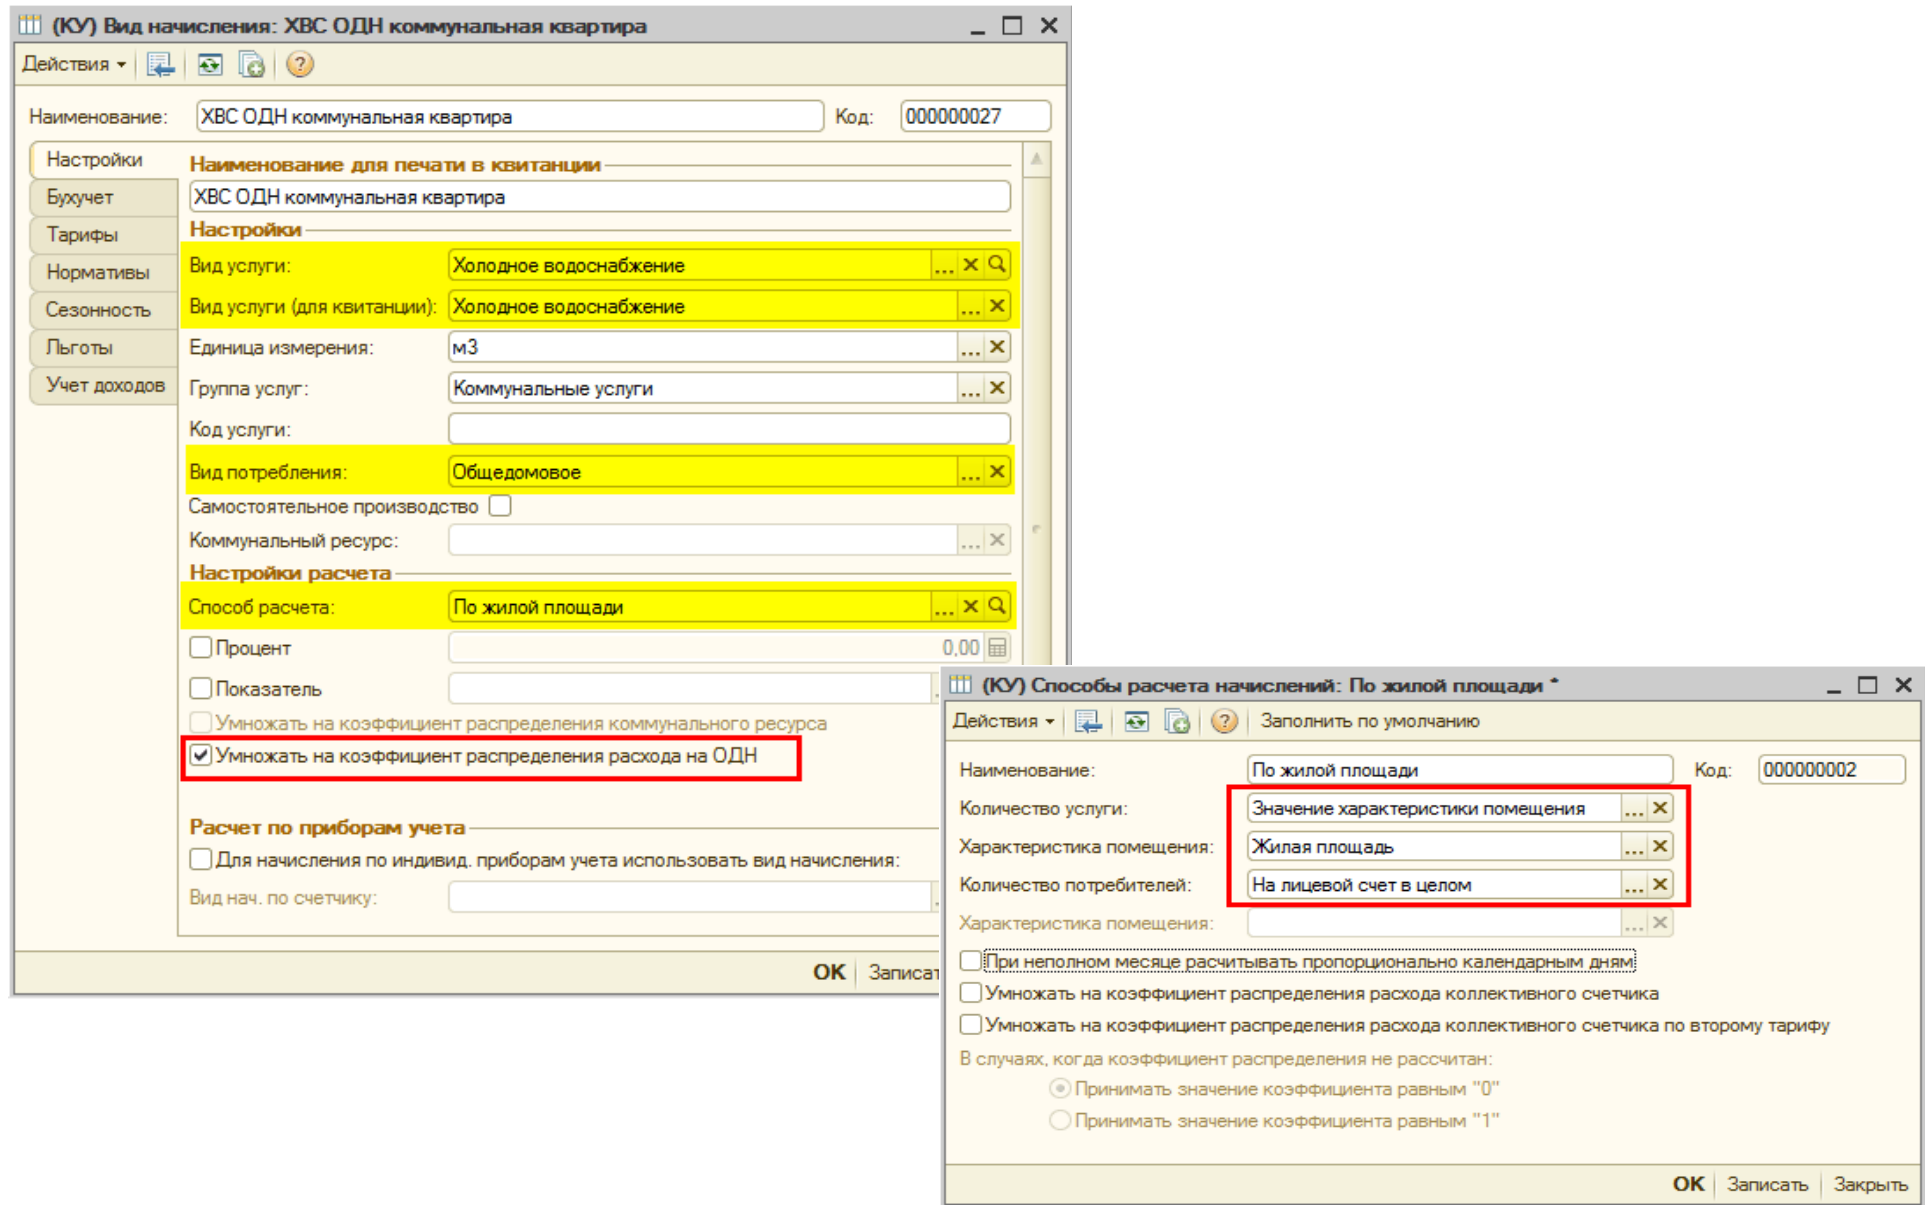 (КУ) Вид начисления: ХВС ОДН коммунальная квартира
Действия
Наименование: ХВС ОДН коммунальная квартира Код: 000000027
Настройки
Бухучет
Тарифы
Нормативы
Сезонность
Льготы
Учет доходов
Наименование для печати в квитанции
ХВС ОДН коммунальная квартира
Настройки
Вид услуги: Холодное водоснабжение
Вид услуги (для квитанции): Холодное водоснабжение
Единица измерения: м3
Группа услуг: Коммунальные услуги
Код услуги:
Вид потребления: Общедомовое
Самостоятельное производство
Коммунальный ресурс:
Настройки расчета
Способ расчета: По жилой площади
Процент 0,00
Показатель
Умножать на коэффициент распределения коммунального ресурса
Умножать на коэффициент распределения расхода на ОДН
Расчет по приборам учета
Для начисления по индивид. приборам учета использовать вид начисления:
Вид нач. по счетчику:
OK Записат
(КУ) Способы расчета начислений: По жилой площади *
Действия Заполнить по умолчанию
Наименование: По жилой площади Код: 000000002
Количество услуги: Значение характеристики помещения
Характеристика помещения: Жилая площадь
Количество потребителей: На лицевой счет в целом
Характеристика помещения:
При неполном месяце расчитывать пропорционально календарным дням
Умножать на коэффициент распределения расхода коллективного счетчика
Умножать на коэффициент распределения расхода коллективного счетчика по второму тарифу
В случаях, когда коэффициент распределения не рассчитан:
Принимать значение коэффициента равным "0"
Принимать значение коэффициента равным "1"
OK Записать Закрыть